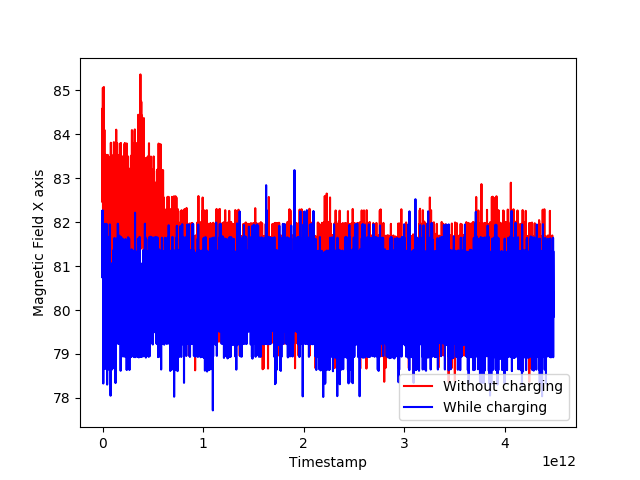 85
84
83
82
81
80
79
78
Magnetic Field X axis
0
1
2
3
4
1e12
Timestamp
Without charging
While charging